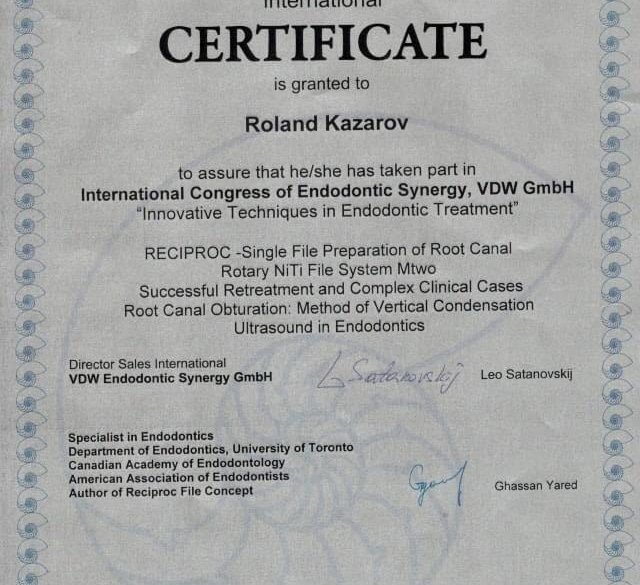 International
CERTIFICATE
is granted to
Roland Kazarov
to assure that he/she has taken part in
International Congress of Endodontic Synergy, VDW GmbH
“Innovative Techniques in Endodontic Treatment”
RECIPROC -Single File Preparation of Root Canal
Rotary NiTi File System Mtwo
Successful Retreatment and Complex Clinical Cases
Root Canal Obturation: Method of Vertical Condensation
Ultrasound in Endodontics
Director Sales International
VDW Endodontic Synergy GmbH
L Satanovskij
Leo Satanovskij
Specialist in Endodontics
Department of Endodontics, University of Toronto
Canadian Academy of Endodontology
American Association of Endodontists
Author of Reciproc File Concept
Ghassan Yared